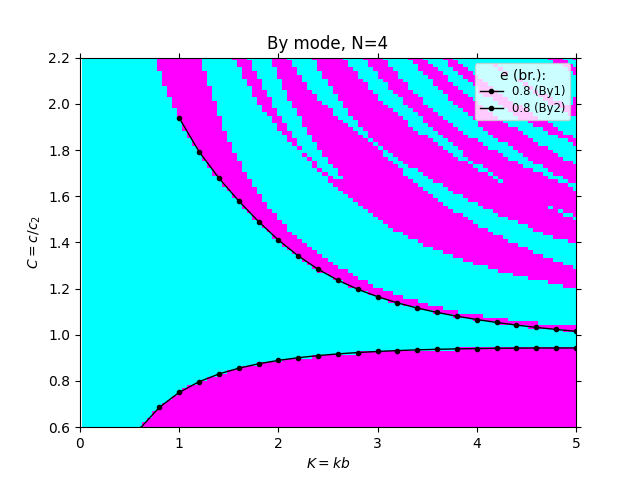 By mode, N=4
e (br.):
0.8 (By1)
0.8 (By2)
C = c/c₂
2.2
2.0
1.8
1.6
1.4
1.2
1.0
0.8
0.6
0 1 2 3 4 5
K = kb